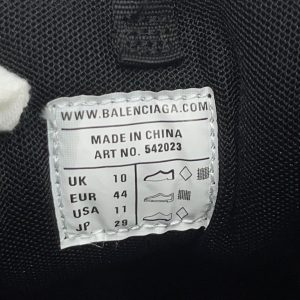 WWW.BALENCIAGA.COM
MADE IN CHINA
ART NO. 542023
UK 10
EUR 44
USA 11
JP 29